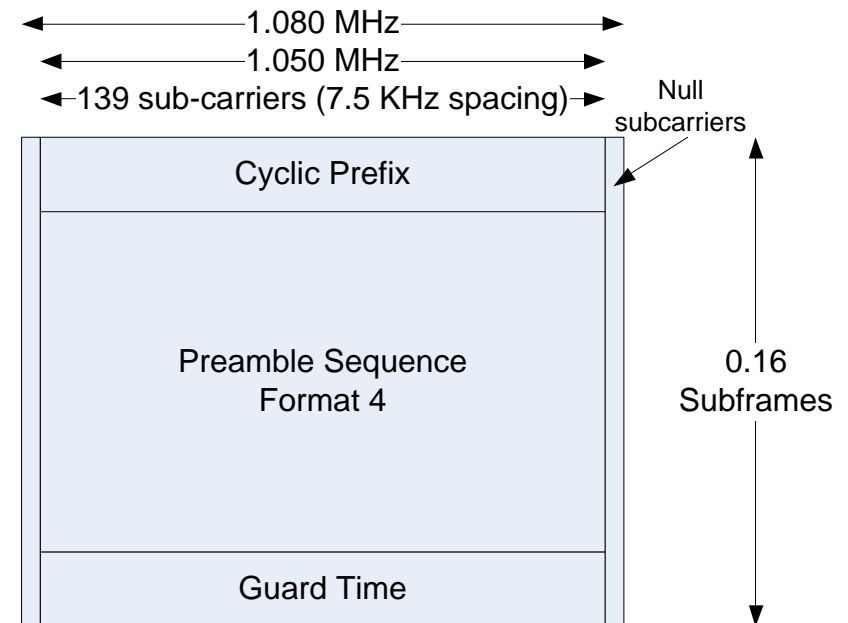 1.080 MHz
1.050 MHz
139 sub-carriers (7.5 KHz spacing)
Null
subcarriers
Cyclic Prefix
Preamble Sequence
Format 4
0.16
Subframes
Guard Time